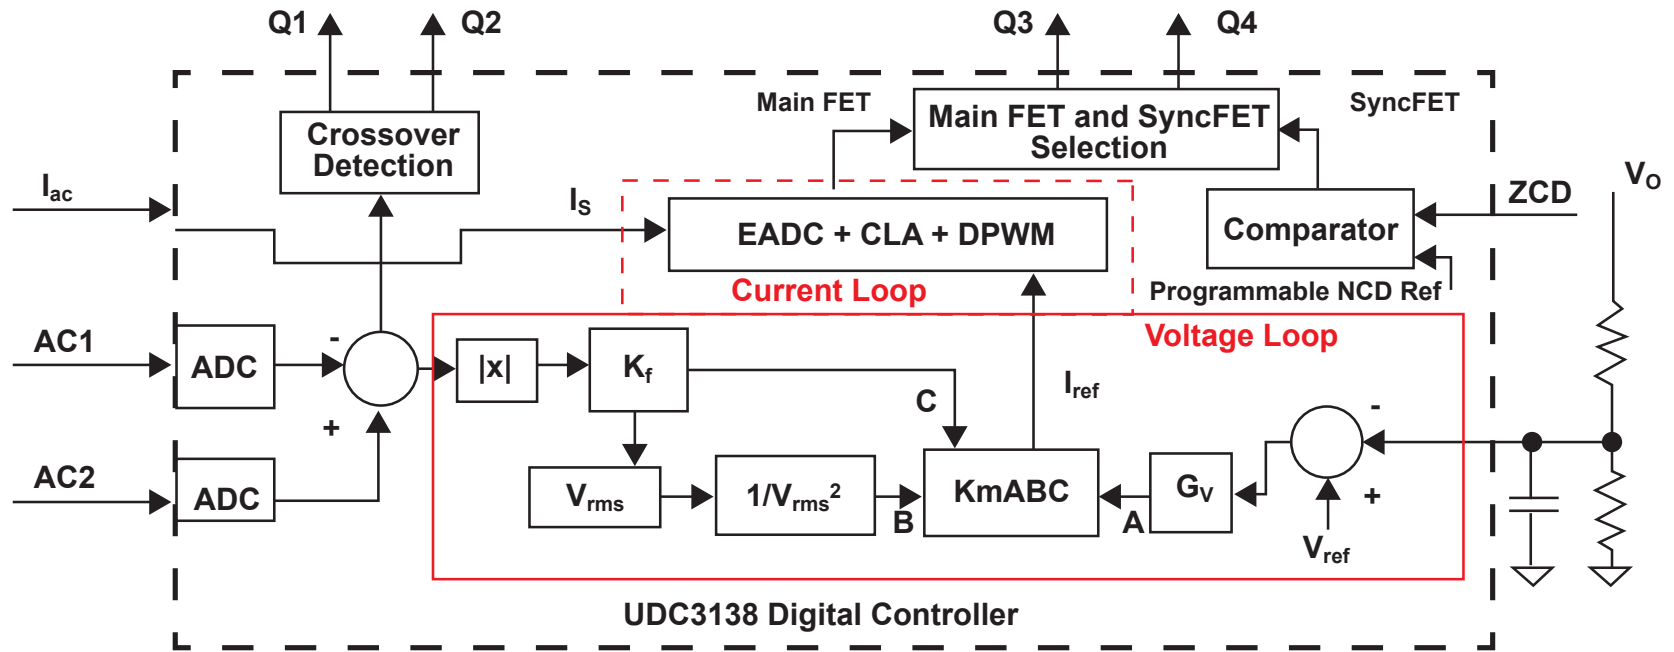 Q1
Q2
Q3
Q4
Main FET
SyncFET
Crossover
Detection
Main FET and SyncFET
Selection
Iac
IS
ZCD
VO
EADC + CLA + DPWM
Comparator
Current Loop
Programmable NCD Ref
AC1
-
ADC
|x|
Kf
Voltage Loop
Iref
C
-
+
AC2
ADC
Vrms
1/Vrms²
B
KmABC
A
GV
+
Vref
UDC3138 Digital Controller